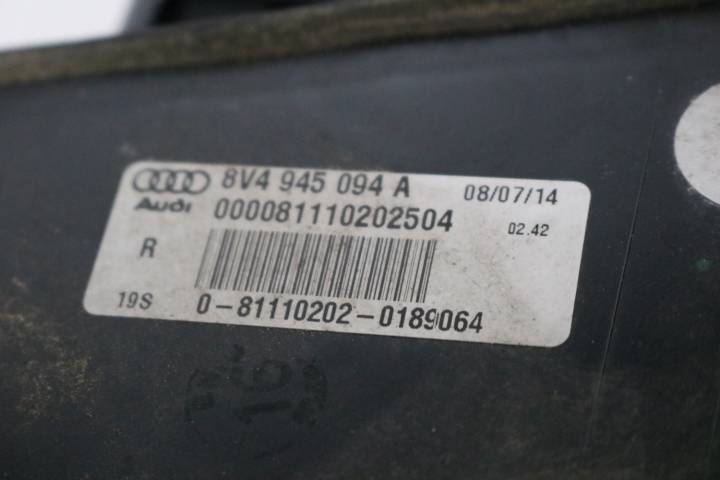 8V4 945 094 A 08/07/14
Audi 000081110202504 02.42
R
19S 0-81110202-0189064